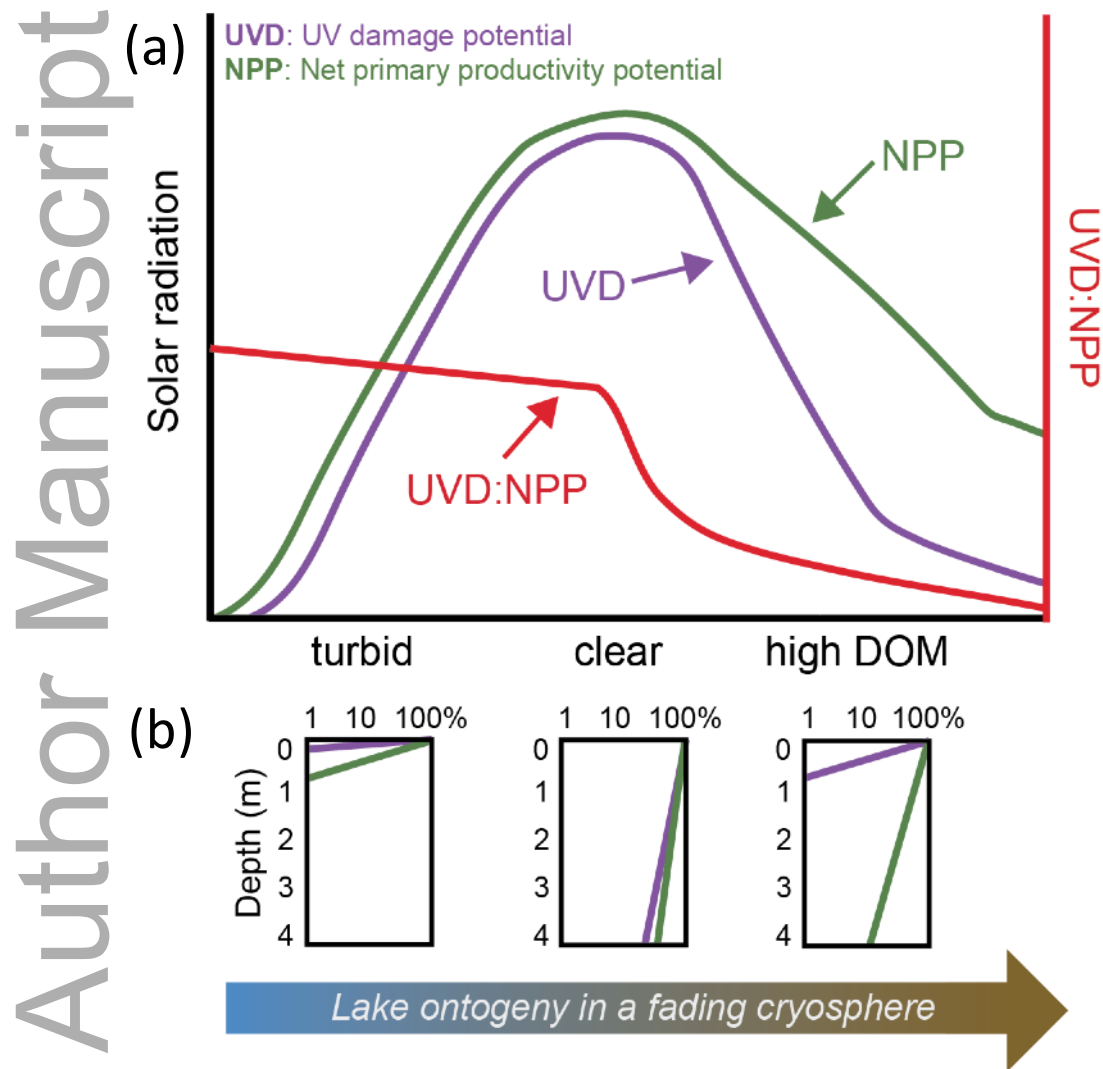 Author Manuscript
(a)
UVD: UV damage potential
NPP: Net primary productivity potential
NPP
UVD
UVD:NPP
Solar radiation
UVD:NPP
turbid clear high DOM
(b)
1 10 100% 1 10 100% 1 10 100%
0 0 0
1 1 1
2 2 2
3 3 3
4 4 4
Depth (m)
Lake ontogeny in a fading cryosphere